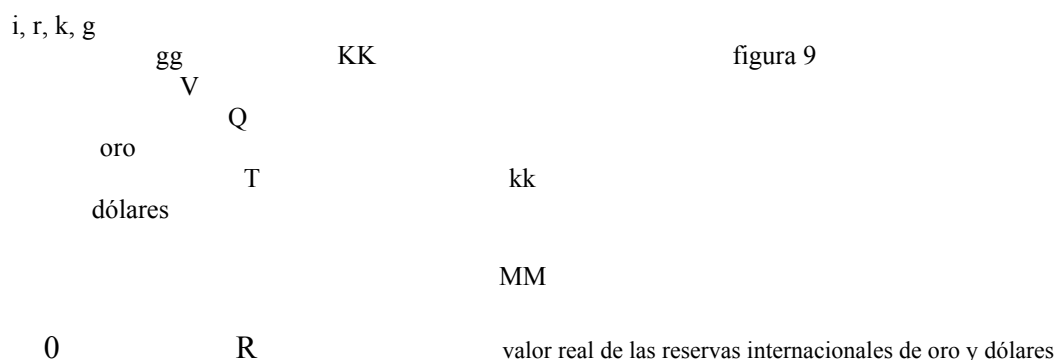 i, r, k, g
gg KK figura 9
V
Q
oro
T kk
dólares
MM
0 R valor real de las reservas internacionales de oro y dólares